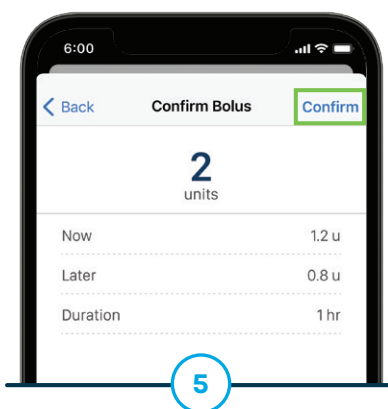 6:00
Back Confirm Bolus Confirm
2
units
Now 1.2 u
Later 0.8 u
Duration 1 hr
5